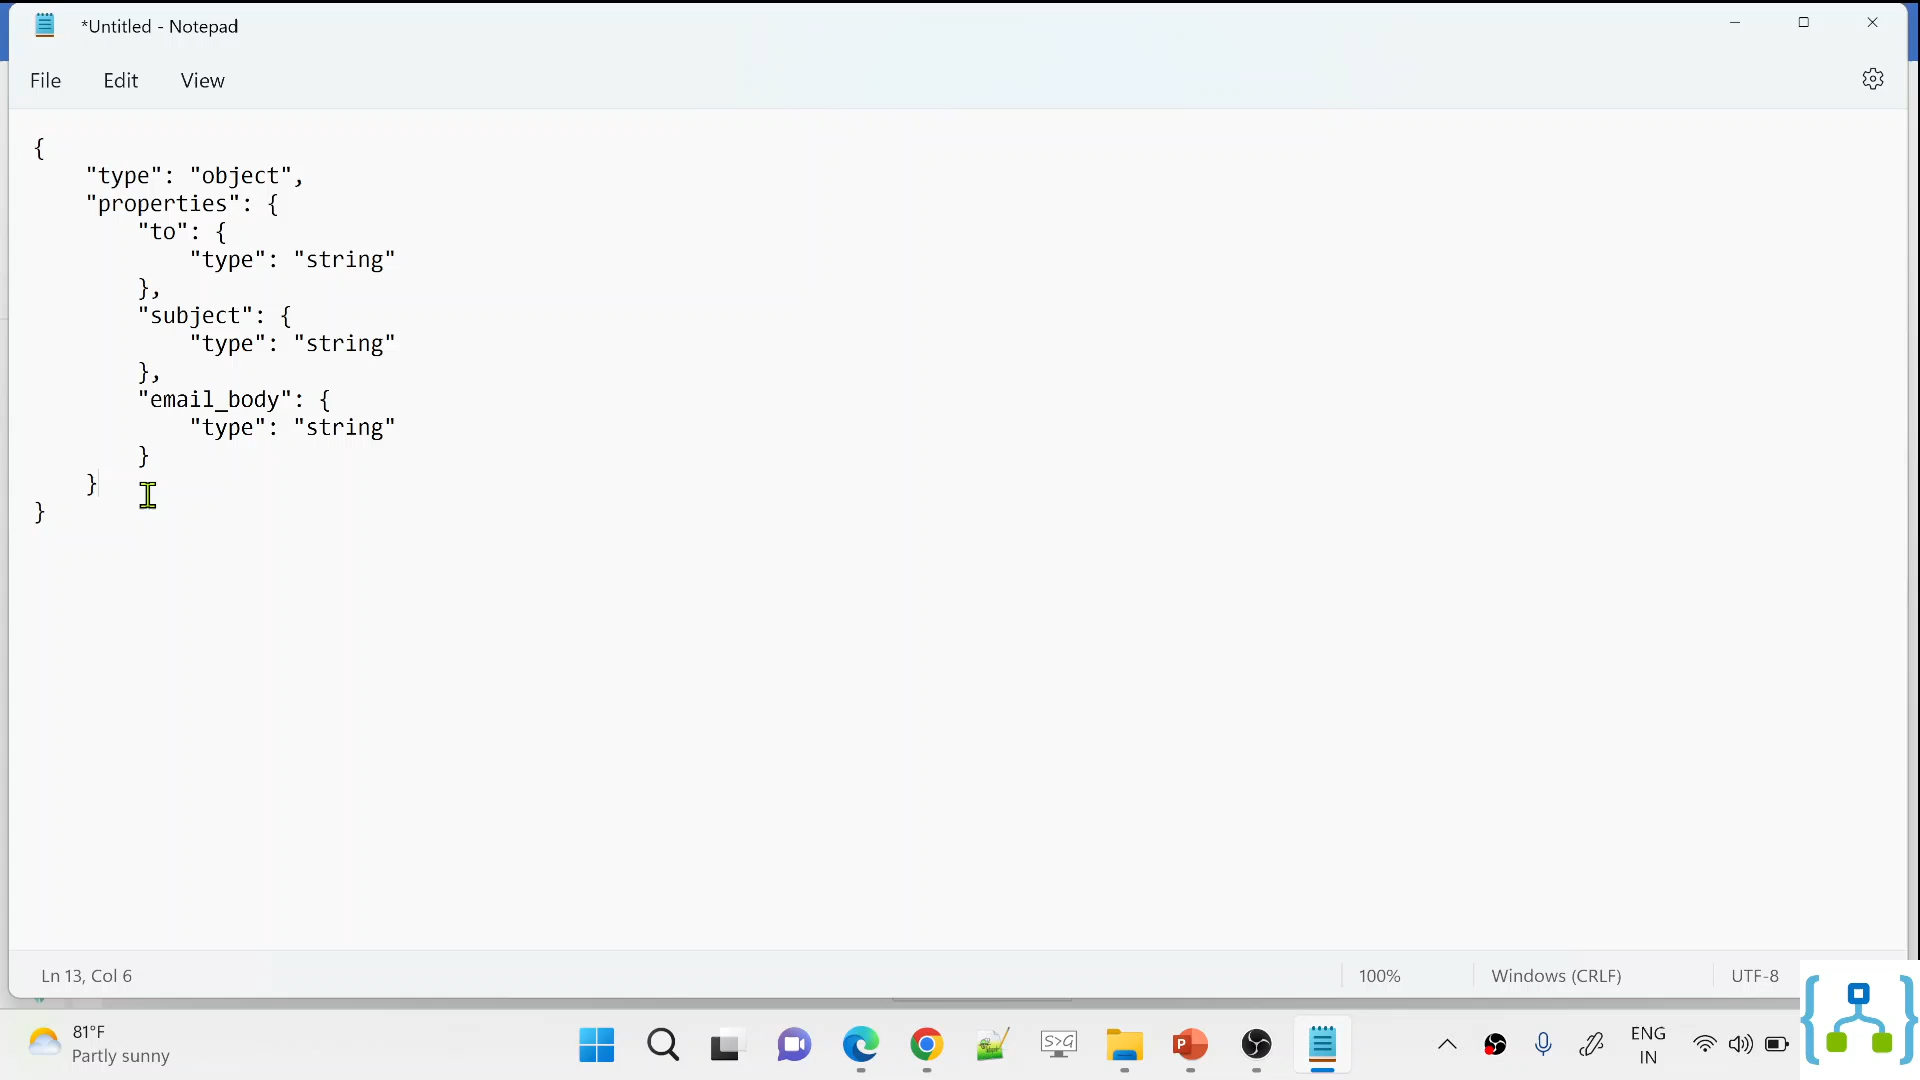 *Untitled - Notepad
File Edit View
{
    "type": "object",
    "properties": {
        "to": {
            "type": "string"
        },
        "subject": {
            "type": "string"
        },
        "email_body": {
            "type": "string"
        }
    }
}
Ln 13, Col 6 100% Windows (CRLF) UTF-8
81°F
Partly sunny
S>G
P
ENG
IN